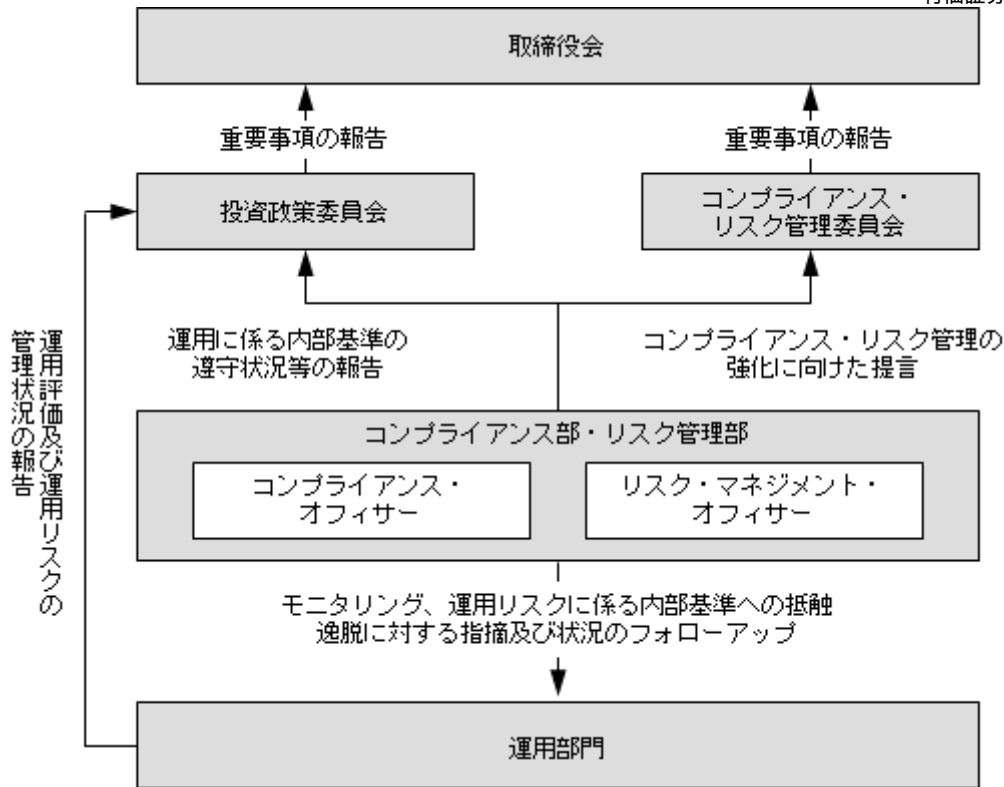 取締役会
重要事項の報告
重要事項の報告
投資政策委員会
コンプライアンス・
リスク管理委員会
運用に係る内部基準の
遵守状況等の報告
コンプライアンス・リスク管理の
強化に向けた提言
運用評価及び運用リスクの
管理状況の報告
コンプライアンス部・リスク管理部
コンプライアンス・
オフィサー
リスク・マネジメント・
オフィサー
モニタリング、運用リスクに係る内部基準への抵触
逸脱に対する指摘及び状況のフォローアップ
運用部門